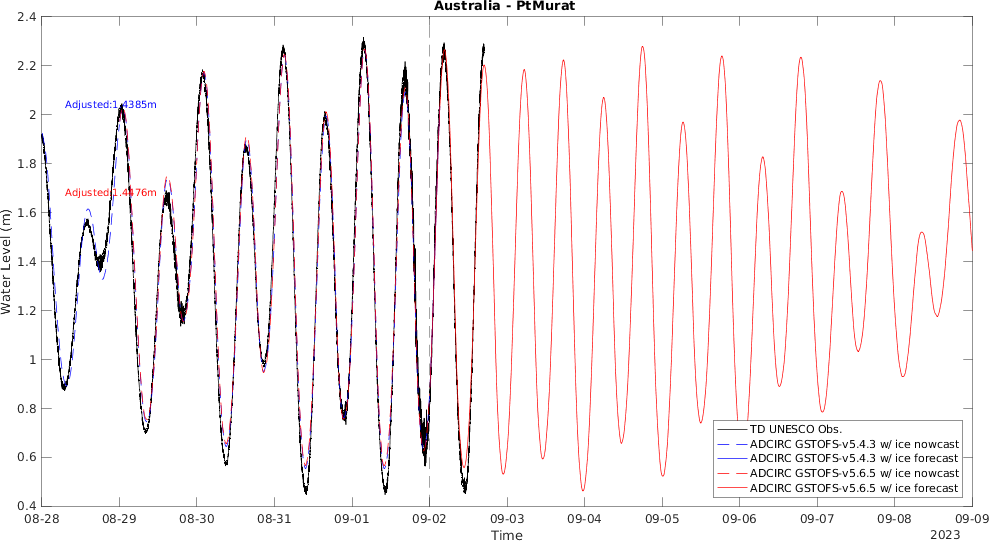 Australia - PtMurat
2.4
2.2
2
1.8
1.6
1.4
1.2
1
0.8
0.6
0.4
Water Level (m)
Adjusted:1.4385m
Adjusted:1.4476m
TD UNESCO Obs.
ADCIRC GSTOFS-v5.4.3 w/ ice nowcast
ADCIRC GSTOFS-v5.4.3 w/ ice forecast
ADCIRC GSTOFS-v5.6.5 w/ ice nowcast
ADCIRC GSTOFS-v5.6.5 w/ ice forecast
08-28 08-29 08-30 08-31 09-01 09-02 09-03 09-04 09-05 09-06 09-07 09-08 09-09
Time
2023